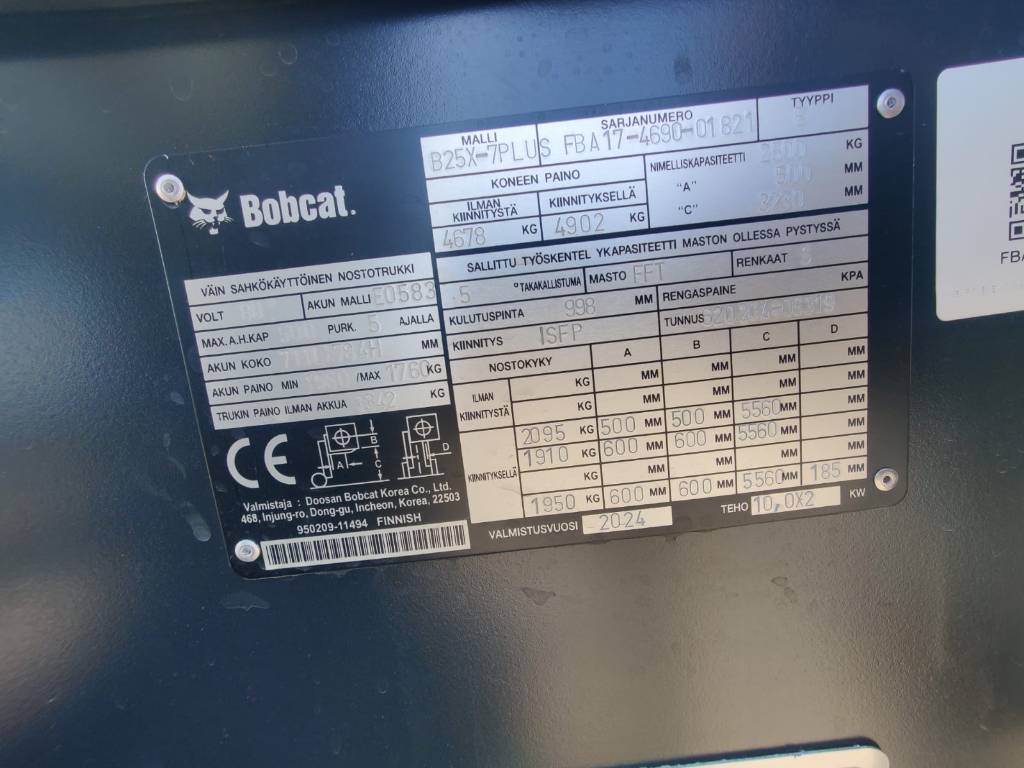 Bobcat.
MALLI SARJANUMERO TYYPPI
B25X-7PLUS FBA17-4690-01821
KONEEN PAINO
ILMAN KIINNITYSTÄ KIINNITYKSELLÄ
4678 KG 4902 KG
NIMELLISKAPASITEETTI KG
"A" MM
"C" MM
SALLITTU TYÖSKENTEL YKAPASITEETTI MASTON OLLESSA PYSTYSSÄ
5 °TAKAKALLISTUMA MASTO FFT RENKAAT
KULUTUSPINTA 998 MM RENGASPAINE KPA
KIINNITYS ISFP TUNNUS
NOSTOKYKY A B C D
ILMAN KIINNITYSTÄ KG MM MM MM MM
KG MM MM MM MM
KIINNITYKSELLÄ 2095 KG 500 MM 500 MM 5560 MM MM
1910 KG 600 MM 600 MM 5560 MM MM
KG MM MM MM MM
1950 KG 600 MM 600 MM 5560 MM 185 MM
VALMISTUSVUOSI 2024 TEHO 10,0X2 KW
VÄIN SAHKÖKÄYTTÖINEN NOSTOTRUKKI
VOLT AKUN MALLI E0583
MAX.A.H.KAP PURK. 5 AJALLA
AKUN KOKO MM
AKUN PAINO MIN /MAX 1760 KG
TRUKIN PAINO ILMAN AKKUA KG
CE
A B C D
Valmistaja : Doosan Bobcat Korea Co., Ltd.
468, Injung-ro, Dong-gu, Incheon, Korea, 22503
950209-11494 FINNISH
FBA